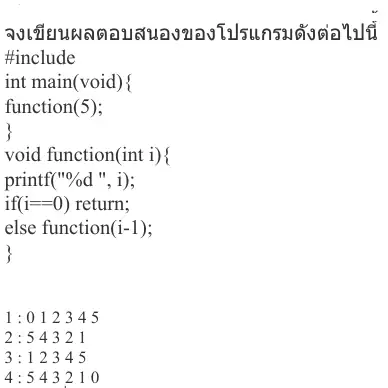 จงเขียนผลตอบสนองของโปรแกรมดังต่อไปนี้
#include
int main(void){
function(5);
}
void function(int i){
printf("%d ", i);
if(i==0) return;
else function(i-1);
}
1 : 0 1 2 3 4 5
2 : 5 4 3 2 1
3 : 1 2 3 4 5
4 : 5 4 3 2 1 0